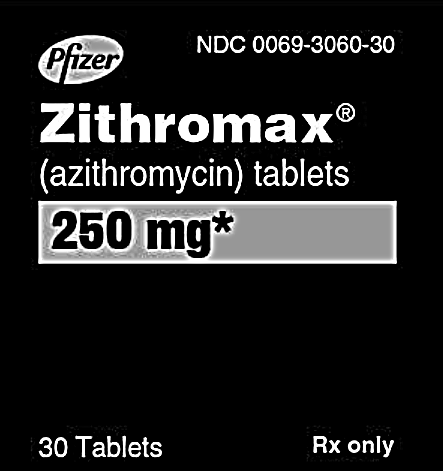 Pfizer
NDC 0069-3060-30
Zithromax®
(azithromycin) tablets
250 mg*
30 Tablets
Rx only